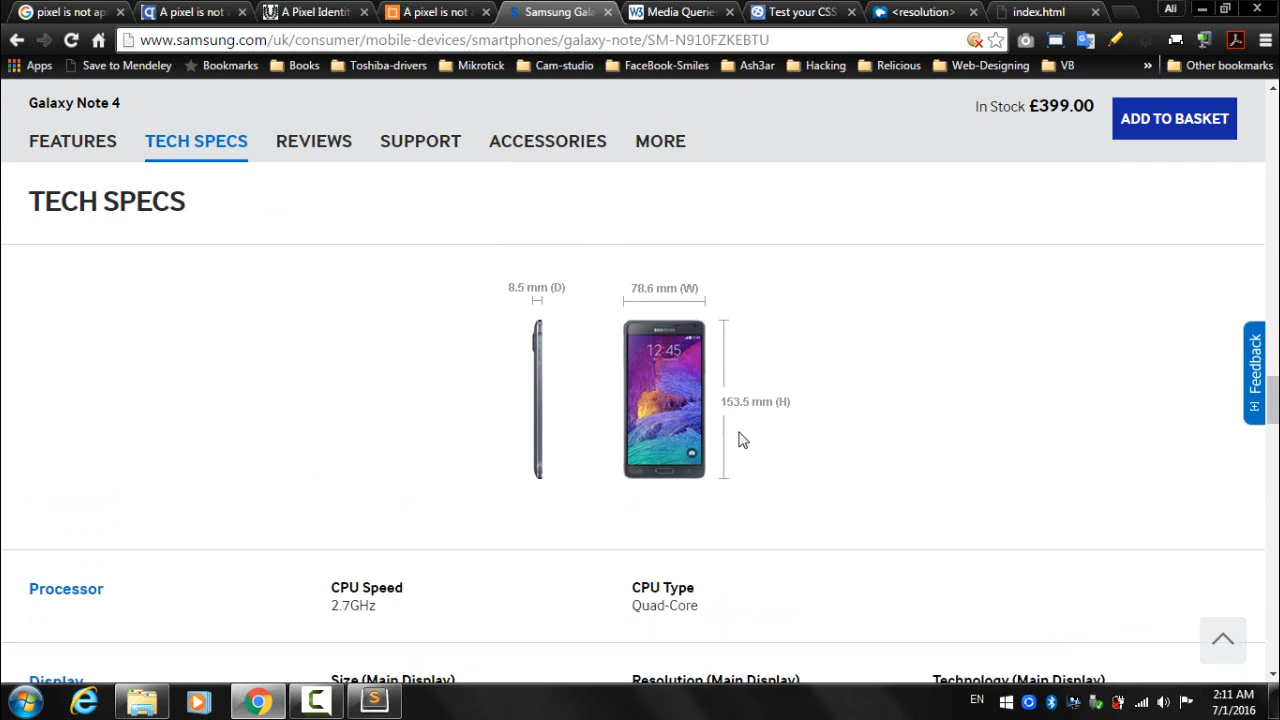 pixel is not ap
A pixel is not a
A Pixel Identit
A pixel is not a
Samsung Gala
Media Queries
Test your CSS
<resolution>
index.html
Ali
www.samsung.com/uk/consumer/mobile-devices/smartphones/galaxy-note/SM-N910FZKEBTU
Apps
Save to Mendeley
Bookmarks
Books
Toshiba-drivers
Mikrotick
Cam-studio
FaceBook-Smiles
Ash3ar
Hacking
Relicious
Web-Designing
VB
»
Other bookmarks
Galaxy Note 4
In Stock £399.00
ADD TO BASKET
FEATURES
TECH SPECS
REVIEWS
SUPPORT
ACCESSORIES
MORE
TECH SPECS
8.5 mm (D)
78.6 mm (W)
SAMSUNG
12:45
153.5 mm (H)
Feedback
Processor
CPU Speed
2.7GHz
CPU Type
Quad-Core
Display
Size (Main Display)
Resolution (Main Display)
Technology (Main Display)
EN
2:11 AM
7/1/2016